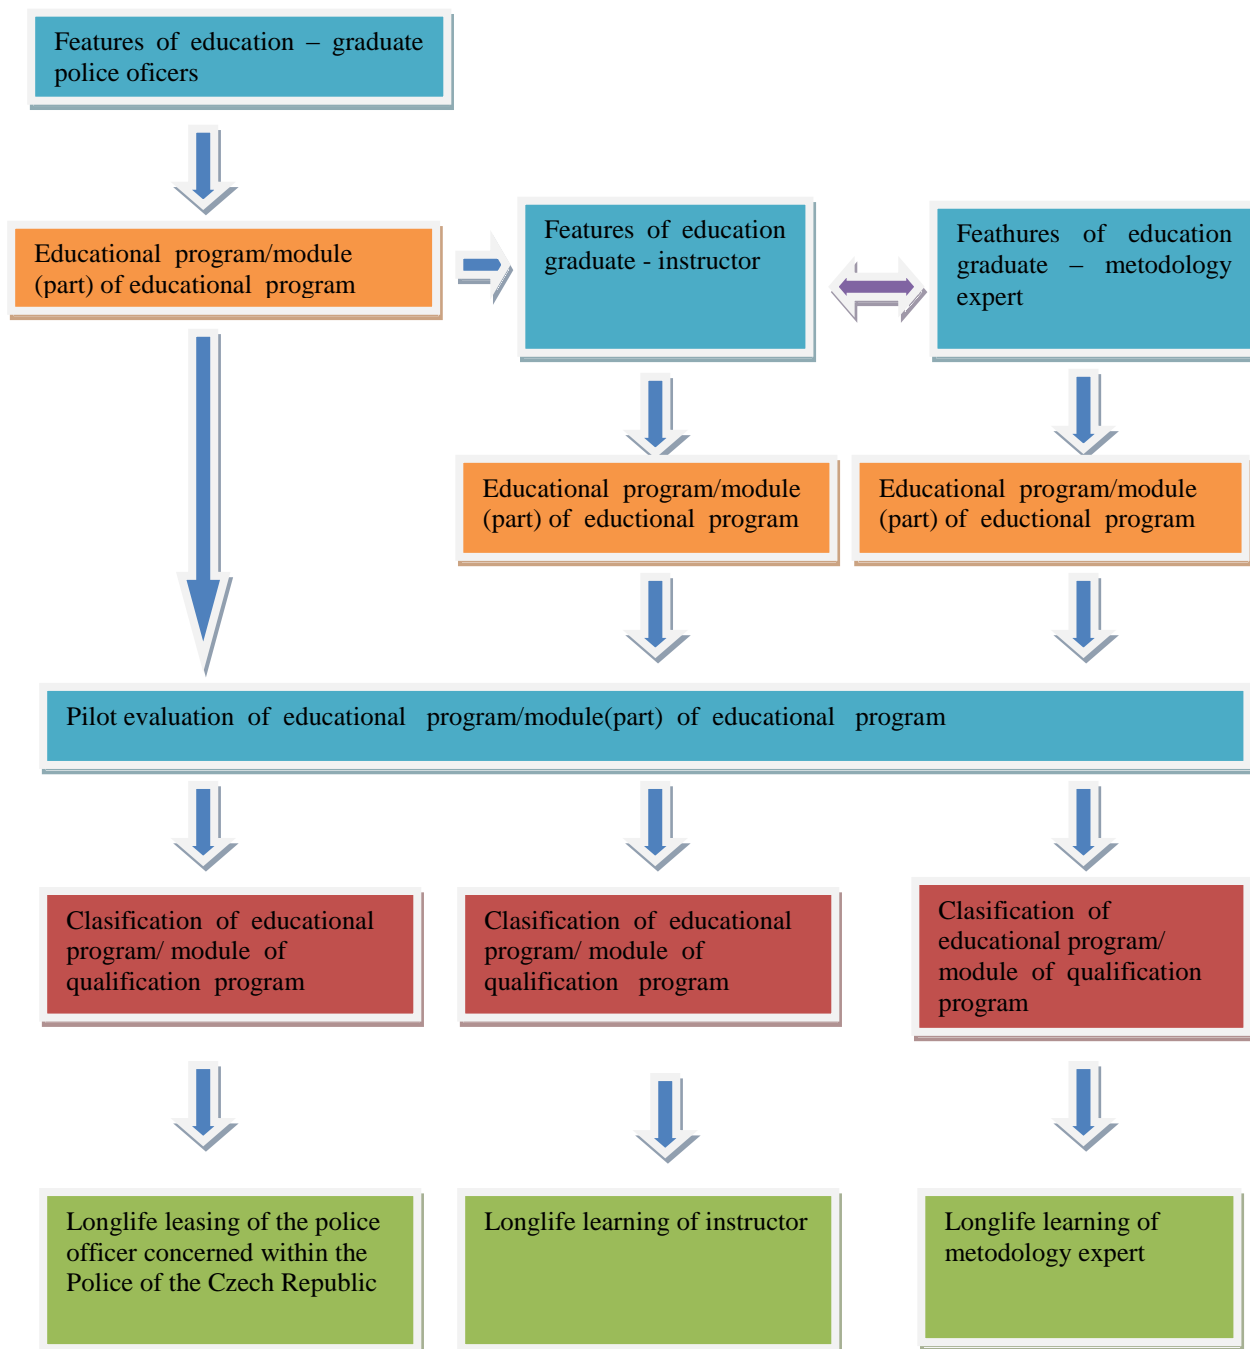 Features of education – graduate
police oficers
Educational program/module
(part) of educational program
Features of education
graduate - instructor
Feathures of education
graduate – metodology
expert
Educational program/module
(part) of eductional program
Educational program/module
(part) of eductional program
Pilot evaluation of educational program/module(part) of educational program
Clasification of educational
program/ module of
qualification program
Clasification of educational
program/ module of
qualification program
Clasification of
educational program/
module of qualification
program
Longlife leasing of the police
officer concerned within the
Police of the Czech Republic
Longlife learning of instructor
Longlife learning of
metodology expert